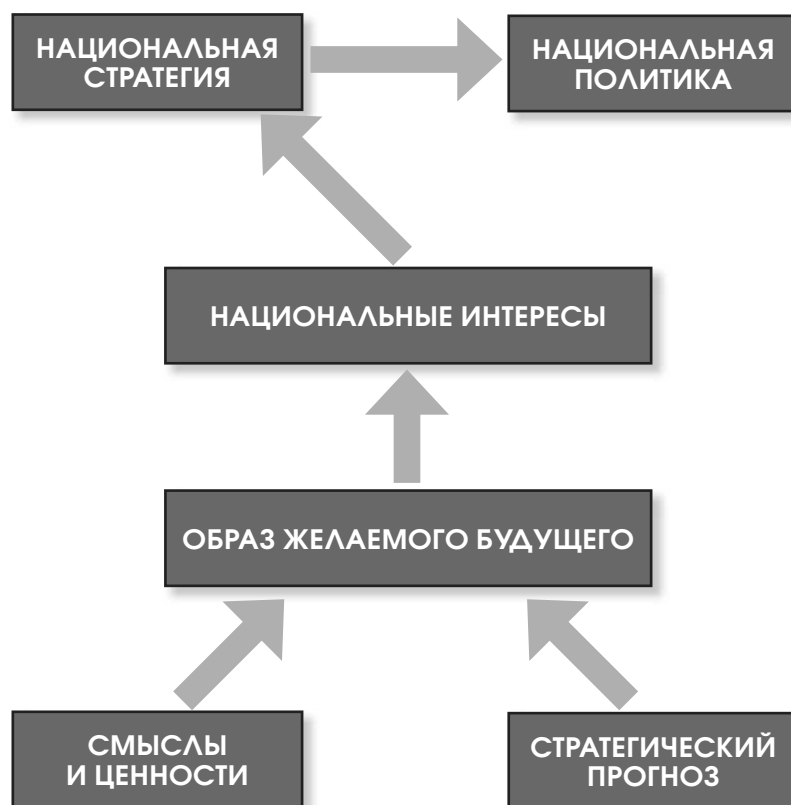 НАЦИОНАЛЬНАЯ
СТРАТЕГИЯ
НАЦИОНАЛЬНАЯ
ПОЛИТИКА
НАЦИОНАЛЬНЫЕ ИНТЕРЕСЫ
ОБРАЗ ЖЕЛАЕМОГО БУДУЩЕГО
СМЫСЛЫ
И ЦЕННОСТИ
СТРАТЕГИЧЕСКИЙ
ПРОГНОЗ